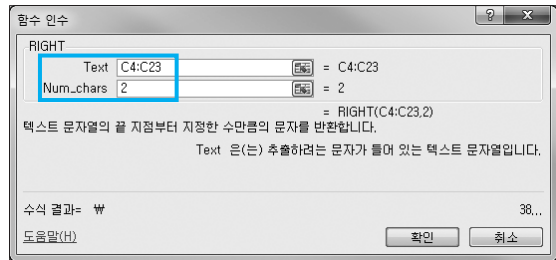 함수 인수
RIGHT
Text C4:C23 = C4:C23
Num_chars 2 = 2
= RIGHT(C4:C23,2)
텍스트 문자열의 끝 지점부터 지정한 수만큼의 문자를 반환합니다.
Text 은(는) 추출하려는 문자가 들어 있는 텍스트 문자열입니다.
수식 결과= ₩ 38...
도움말(H) 확인 취소